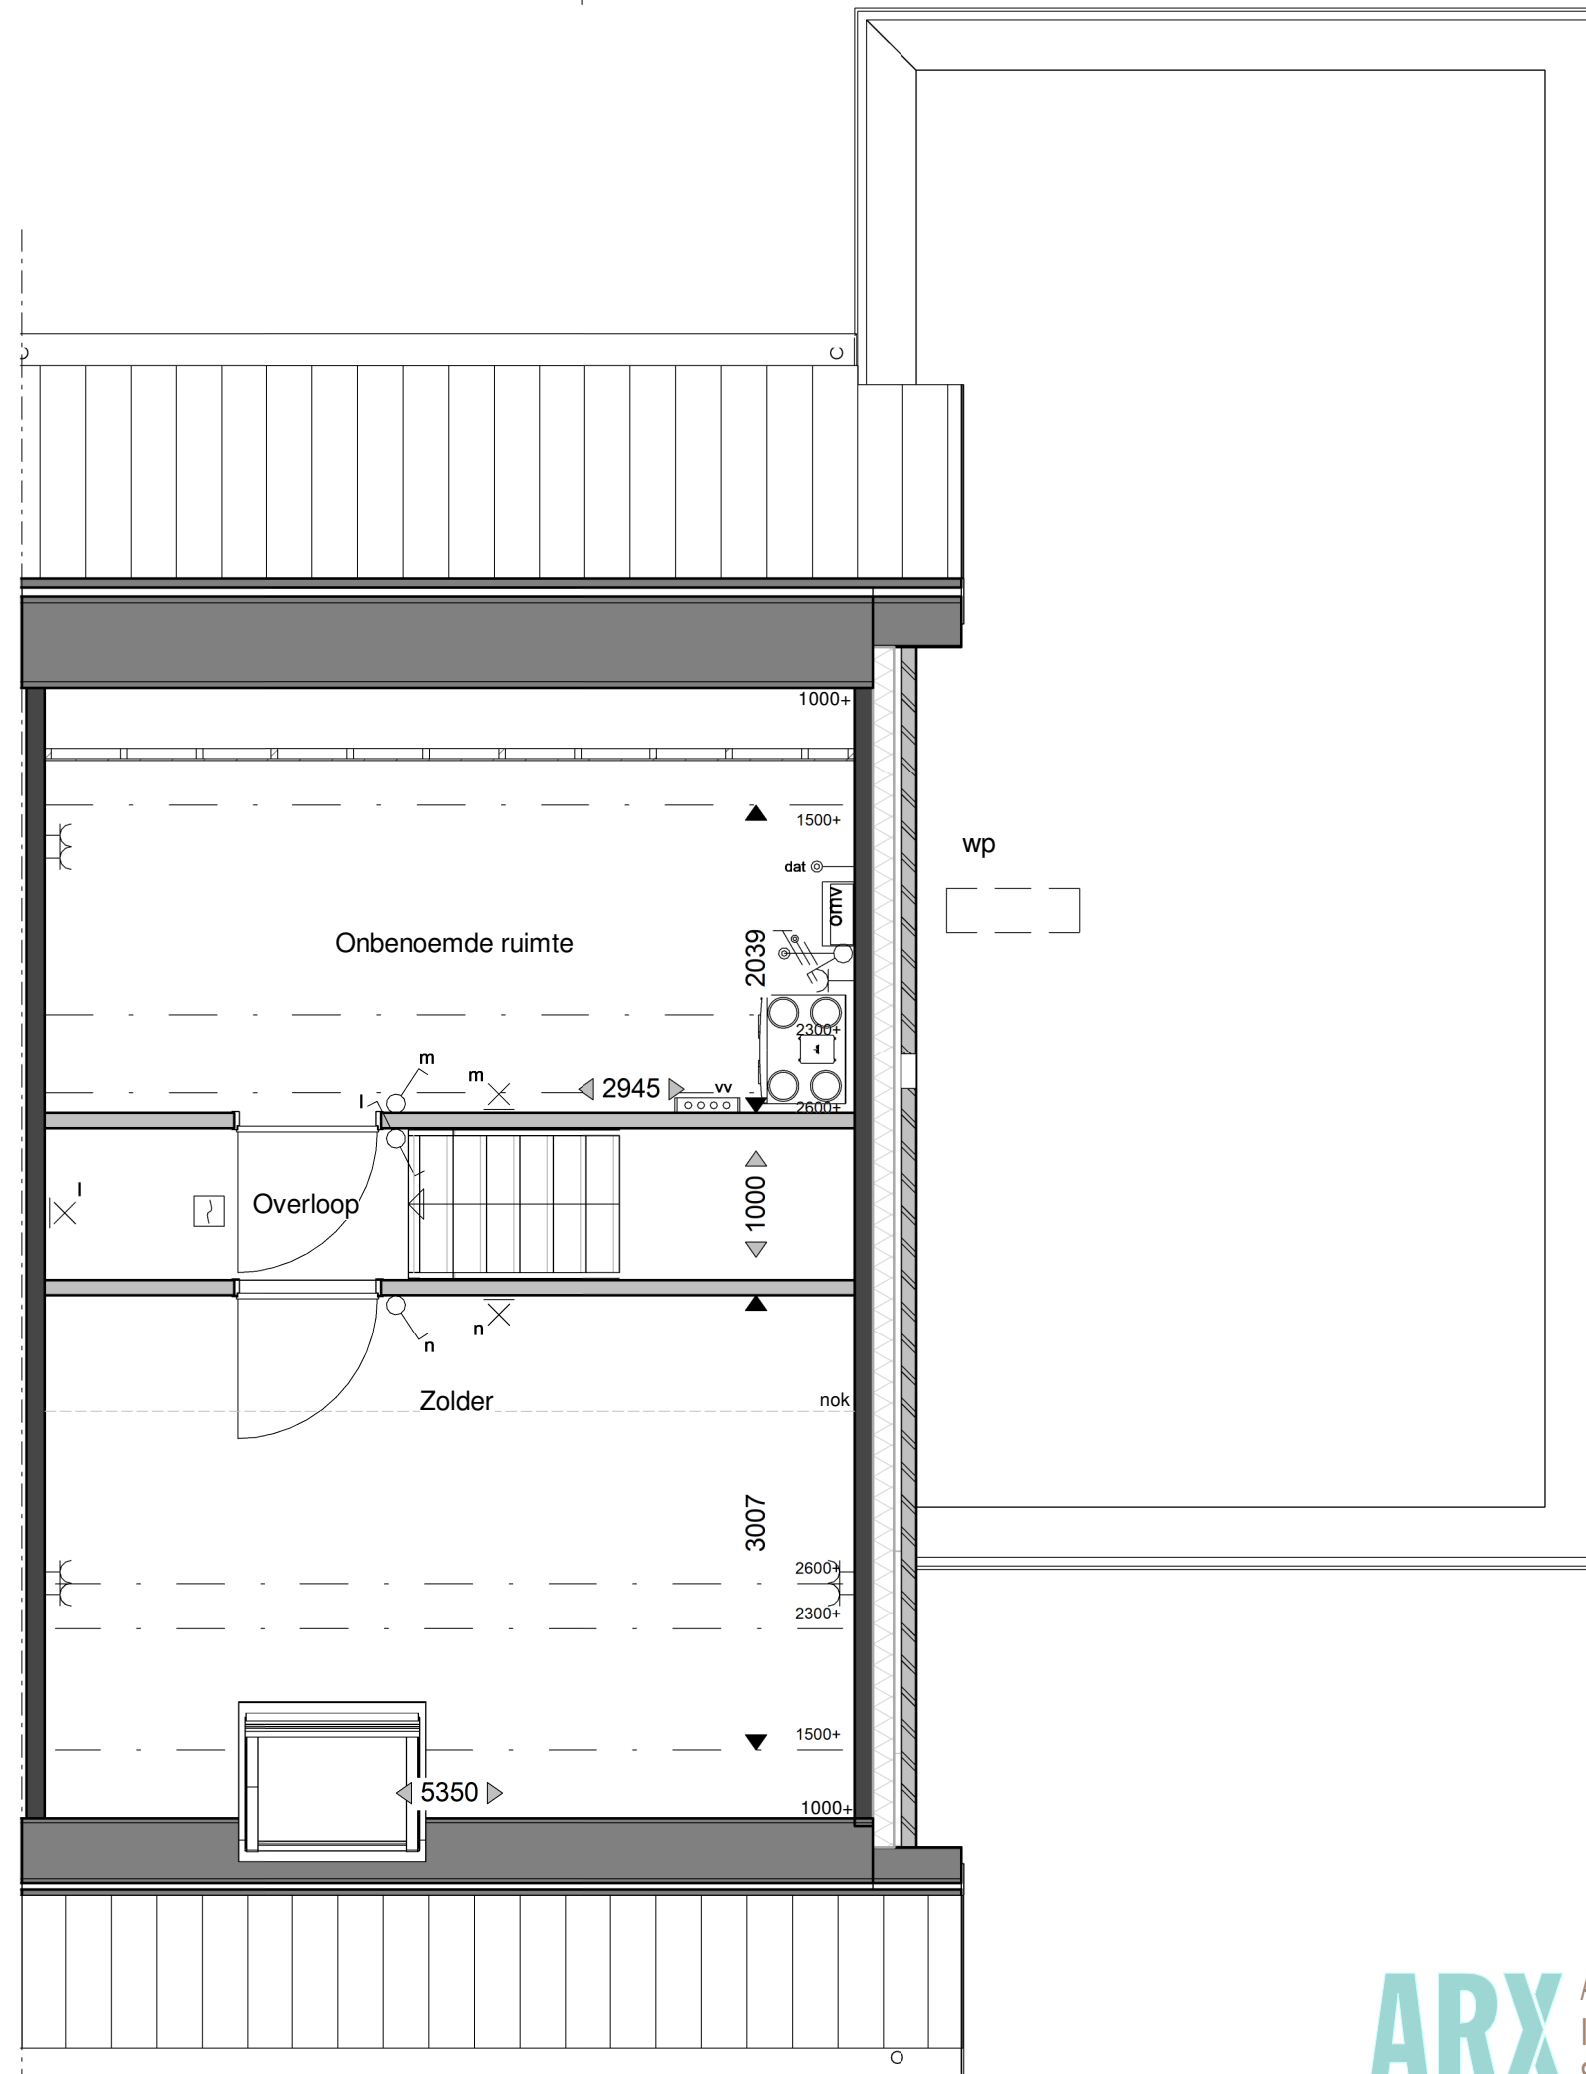 1000+
1500+
dat
omv
wp
Onbenoemde ruimte
2039
2300+
m
m
2945
vv
l
2600+
l
Overloop
1000
n
n
Zolder
nok
3007
2600+
2300+
1500+
5350
1000+
ARX